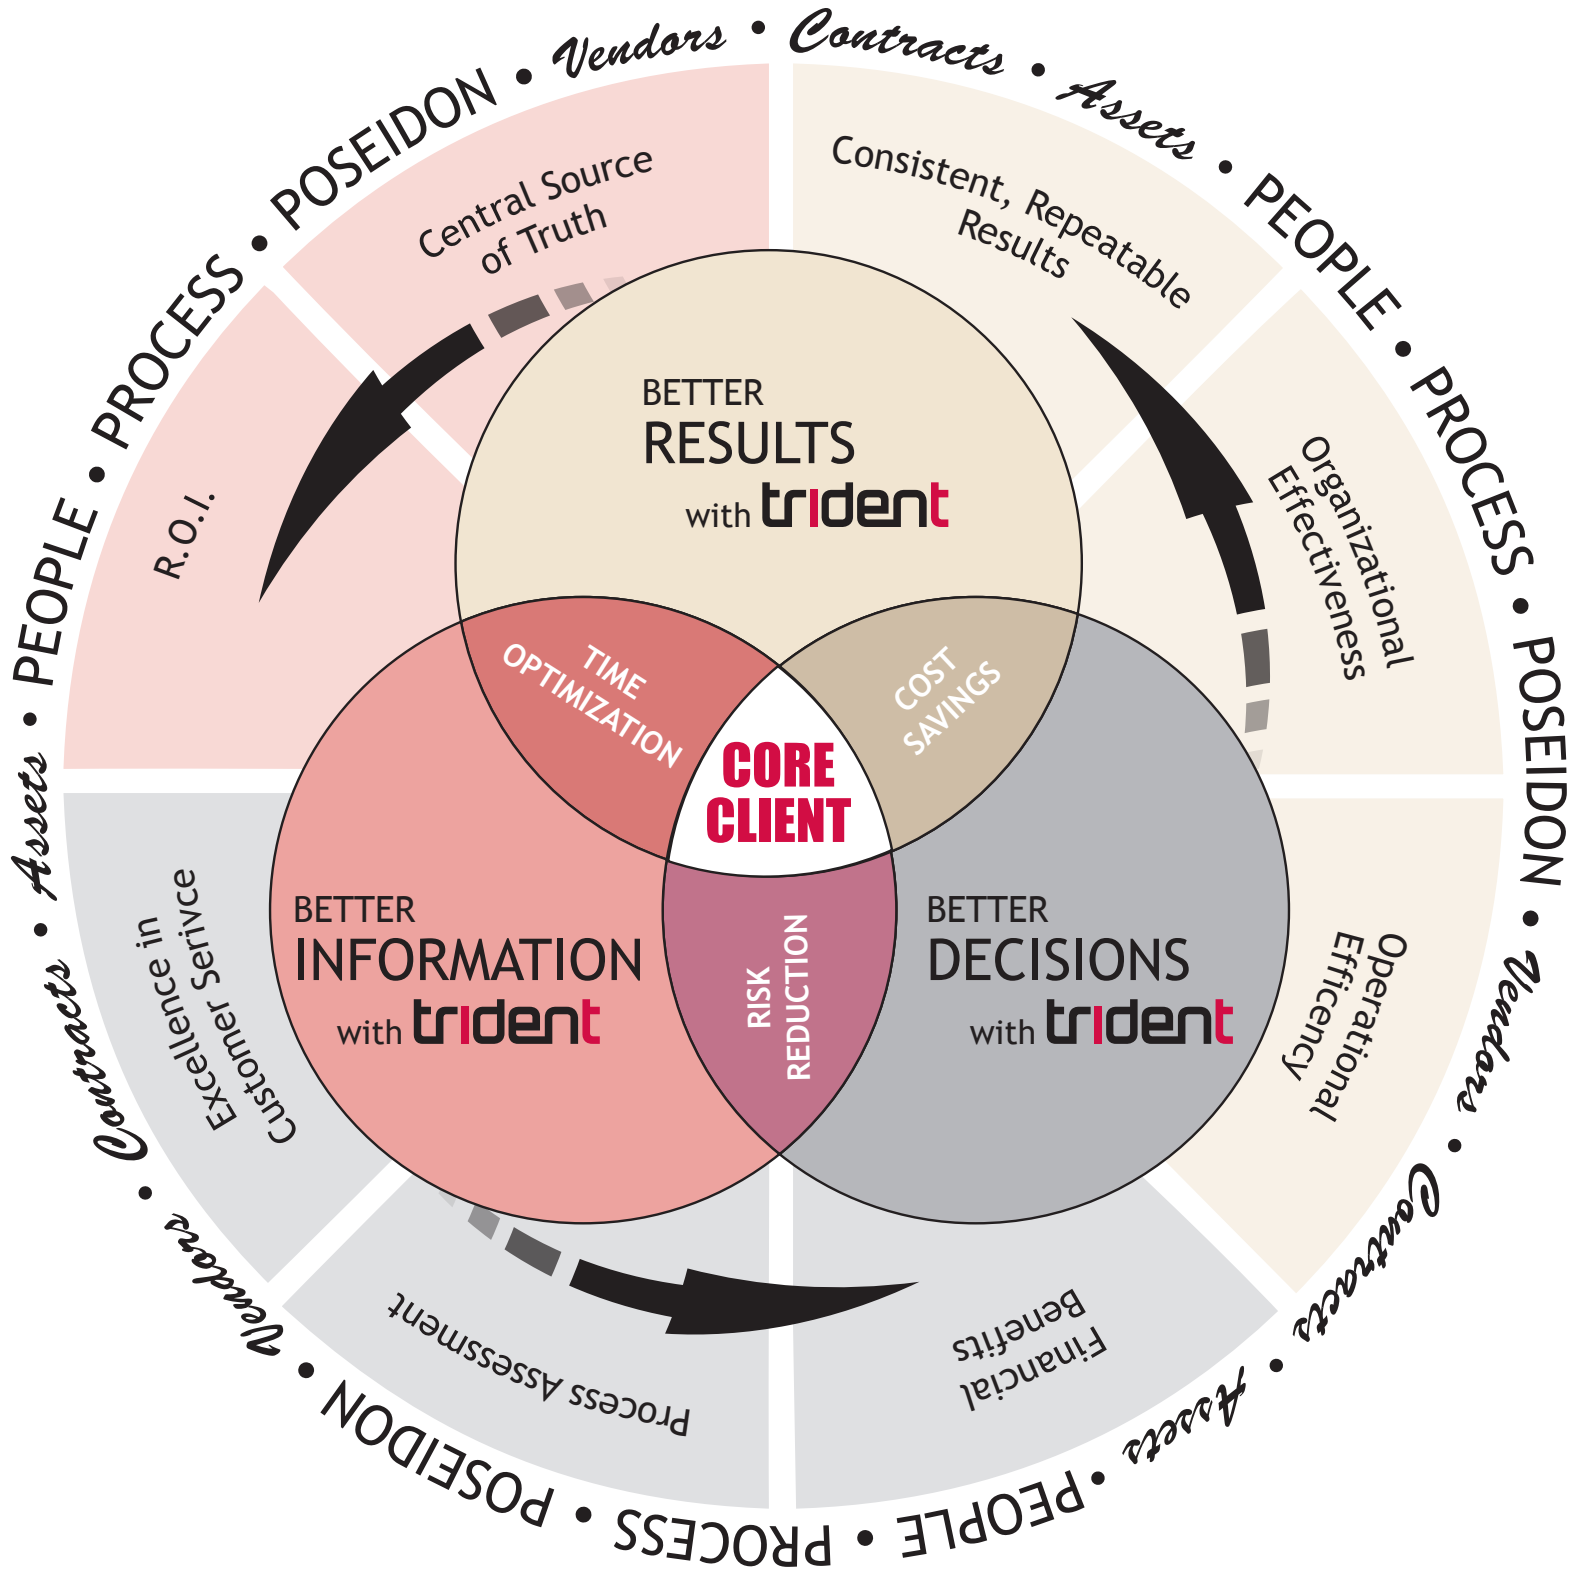 Vendors • Contracts • Assets • PEOPLE • PROCESS • POSEIDON • Vendors • Contracts • Assets • PEOPLE • PROCESS • POSEIDON • Vendors • Contracts • Assets • PEOPLE • PROCESS • POSEIDON •
Central Source
of Truth
Consistent, Repeatable
Results
Organizational
Effectiveness
Operational
Efficency
Financial
Benefits
Process Assessment
Excellence in
Customer Serivce
R.O.I.
BETTER
RESULTS
with trident
TIME
OPTIMIZATION
COST
SAVINGS
CORE
CLIENT
BETTER
INFORMATION
with trident
RISK
REDUCTION
BETTER
DECISIONS
with trident